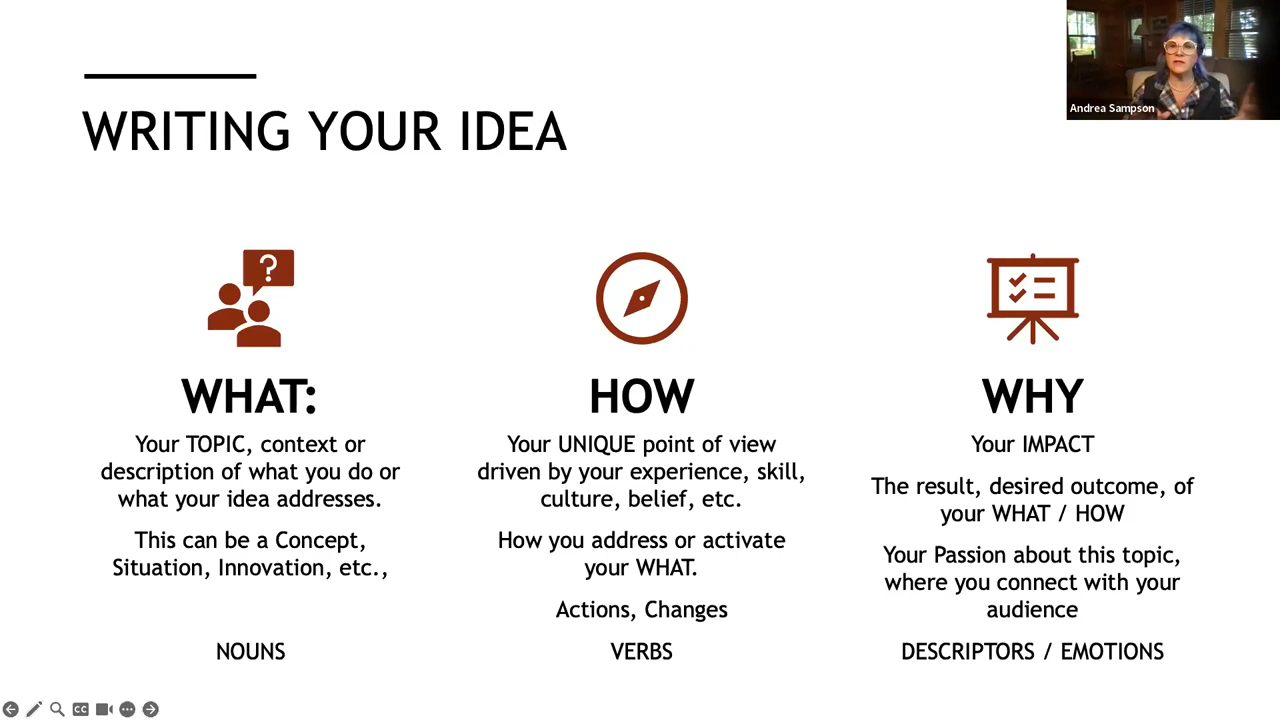 Andrea Sampson
WRITING YOUR IDEA
?
WHAT:
Your TOPIC, context or
description of what you do or
what your idea addresses.
This can be a Concept,
Situation, Innovation, etc.,
NOUNS
HOW
Your UNIQUE point of view
driven by your experience, skill,
culture, belief, etc.
How you address or activate
your WHAT.
Actions, Changes
VERBS
WHY
Your IMPACT
The result, desired outcome, of
your WHAT / HOW
Your Passion about this topic,
where you connect with your
audience
DESCRIPTORS / EMOTIONS
CC